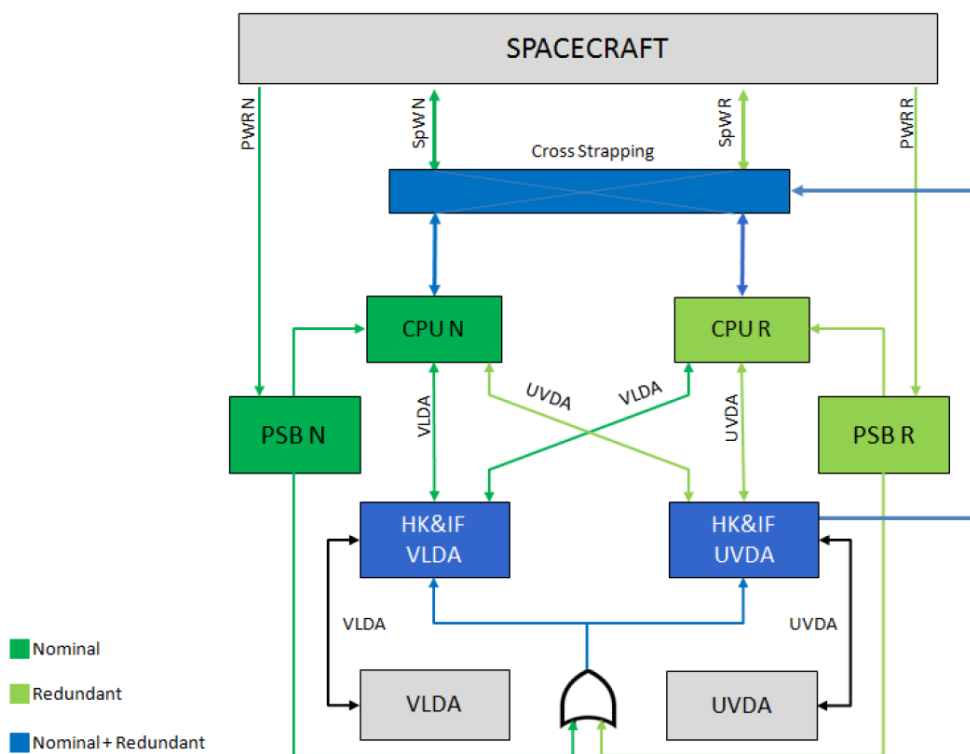 SPACECRAFT
PWR N
SpW N
SpW R
PWR R
Cross Strapping
CPU N
CPU R
VLDA
UVDA
VLDA
UVDA
PSB N
PSB R
HK&IF
VLDA
HK&IF
UVDA
VLDA
UVDA
VLDA
UVDA
Nominal
Redundant
Nominal + Redundant